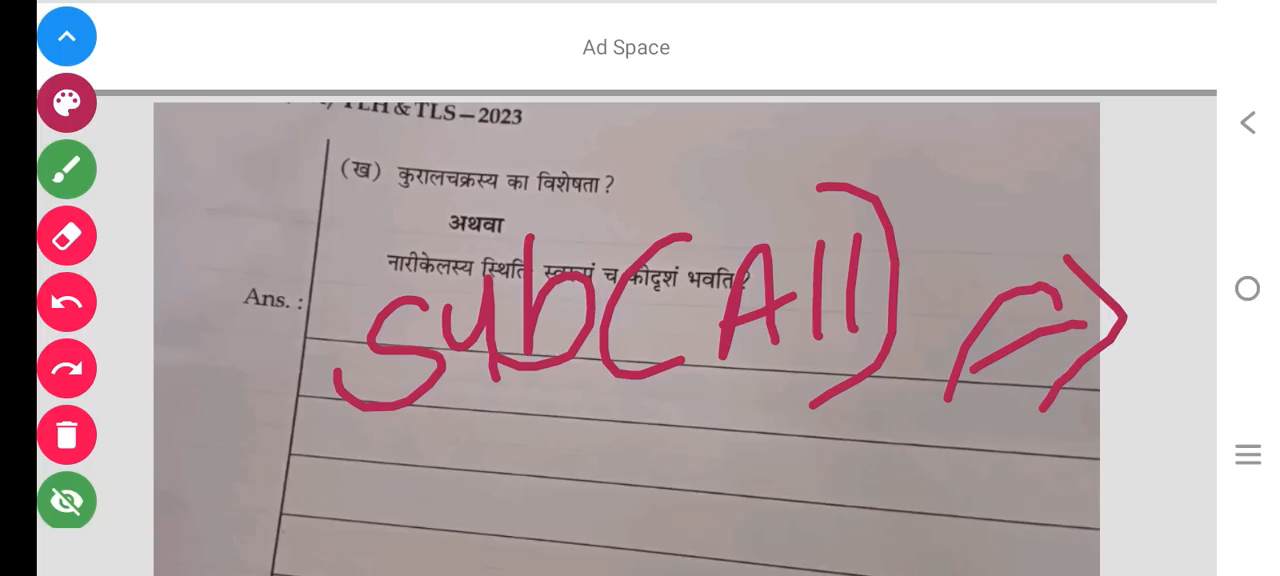 Ad Space
TLH & TLS – 2023
(ख) कुरालचक्रस्य का विशेषता ?
अथवा
नारीकेलस्य स्थिति च कीदृशं भवति ?
Ans. :
Sub(All)